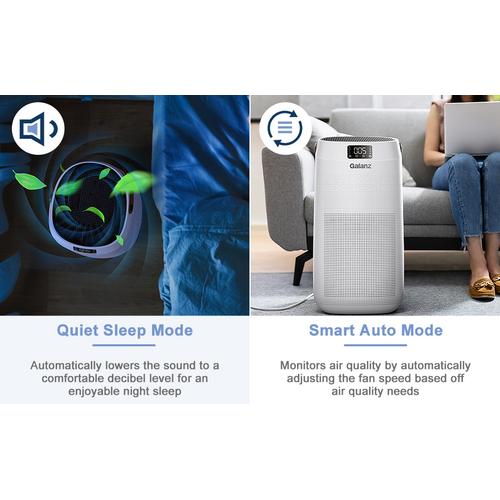 005
Galanz
Quiet Sleep Mode
Automatically lowers the sound to a
comfortable decibel level for an
enjoyable night sleep
Smart Auto Mode
Monitors air quality by automatically
adjusting the fan speed based off
air quality needs